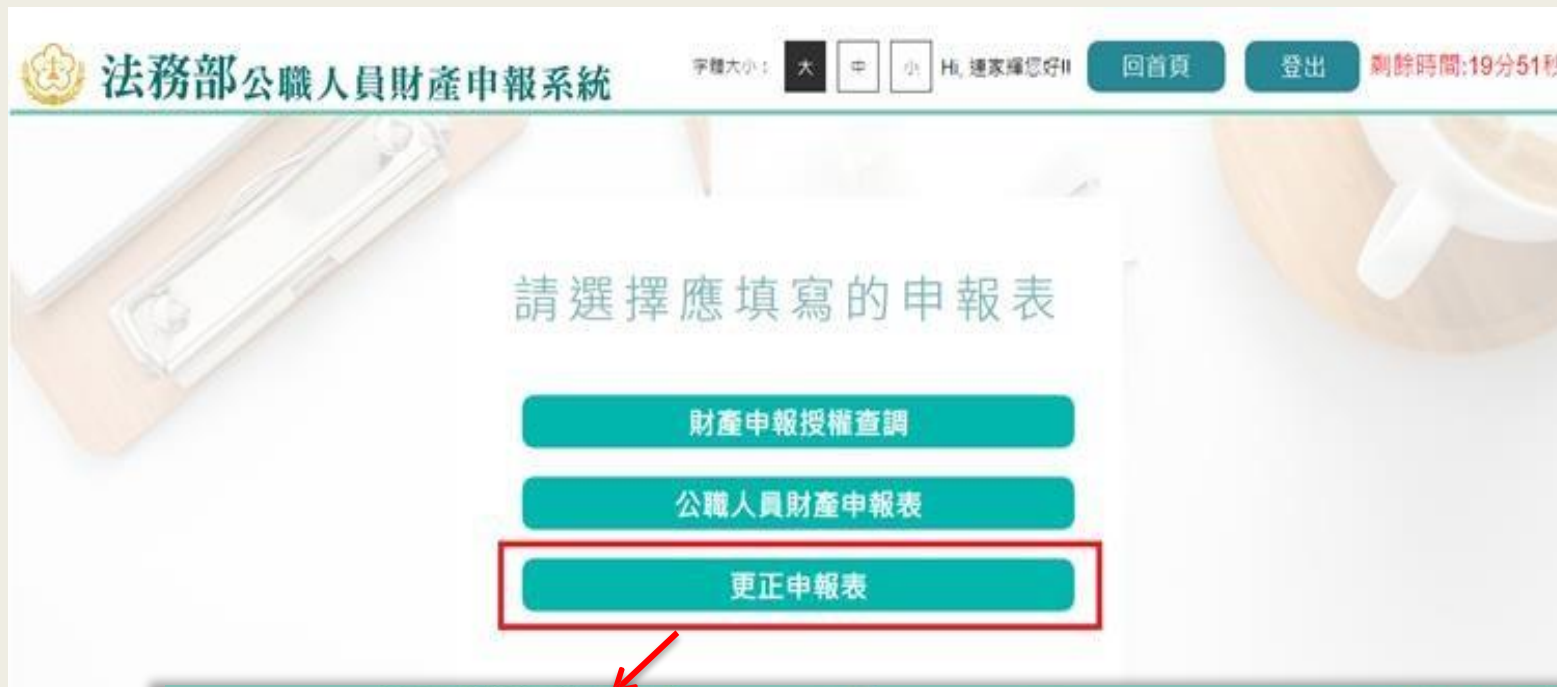 法務部公職人員財產申報系統 字體大小： 大 中 小 Hi, 連家輝您好!! 回首頁 登出 剩餘時間:19分51秒
請選擇應填寫的申報表
財產申報授權查調
公職人員財產申報表
更正申報表